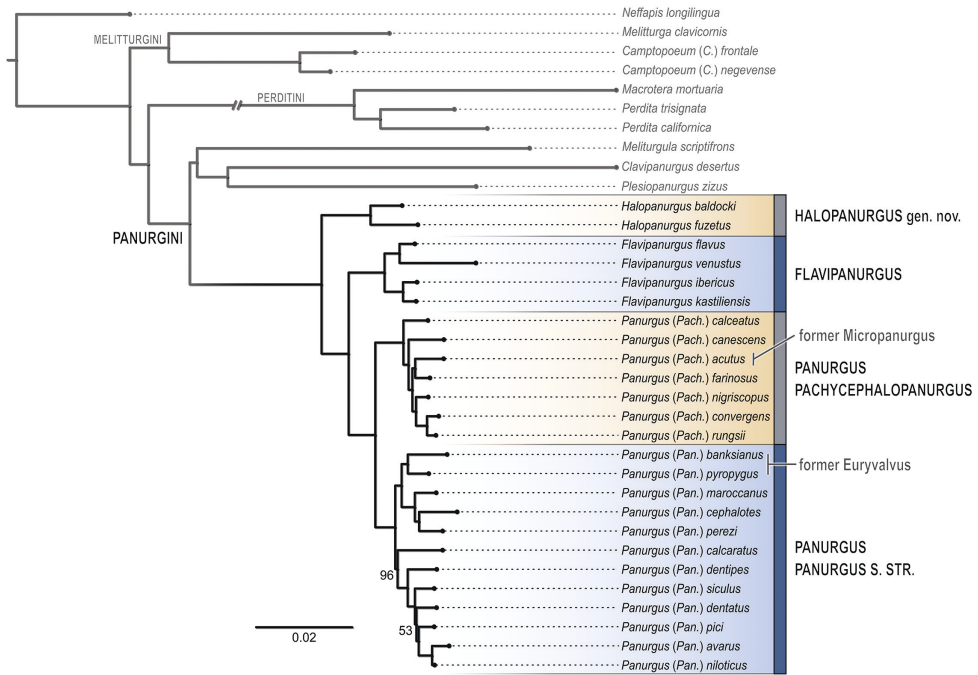 Neffapis longilingua
MELITTURGINI
Melitturga clavicornis
Camptopoeum (C.) frontale
Camptopoeum (C.) negevense
PERDITINI
Macrotera mortuaria
Perdita trisignata
Perdita californica
Meliturgula scriptifrons
Clavipanurgus desertus
Plesiopanurgus zizus
PANURGINI
Halopanurgus baldocki
Halopanurgus fuzetus
HALOPANURGUS gen. nov.
Flavipanurgus flavus
Flavipanurgus venustus
Flavipanurgus ibericus
Flavipanurgus kastiliensis
FLAVIPANURGUS
Panurgus (Pach.) calceatus
Panurgus (Pach.) canescens
Panurgus (Pach.) acutus
Panurgus (Pach.) farinosus
Panurgus (Pach.) nigriscopus
Panurgus (Pach.) convergens
Panurgus (Pach.) rungsii
former Micropanurgus
PANURGUS
PACHYCEPHALOPANURGUS
Panurgus (Pan.) banksianus
Panurgus (Pan.) pyropygus
Panurgus (Pan.) maroccanus
Panurgus (Pan.) cephalotes
Panurgus (Pan.) perezi
Panurgus (Pan.) calcaratus
Panurgus (Pan.) dentipes
Panurgus (Pan.) siculus
Panurgus (Pan.) dentatus
Panurgus (Pan.) pici
Panurgus (Pan.) avarus
Panurgus (Pan.) niloticus
former Euryvalvus
PANURGUS
PANURGUS S. STR.
96
53
0.02